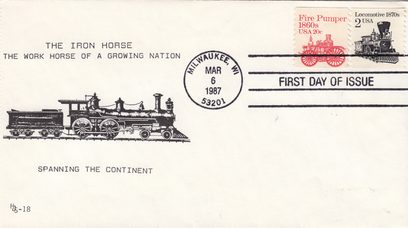 THE IRON HORSE
THE WORK HORSE OF A GROWING NATION
SPANNING THE CONTINENT
MILWAUKEE, WI
MAR
6
1987
53201
Fire Pumper
1860s
USA 20c
Locomotive 1870s
2 USA
FIRST DAY OF ISSUE